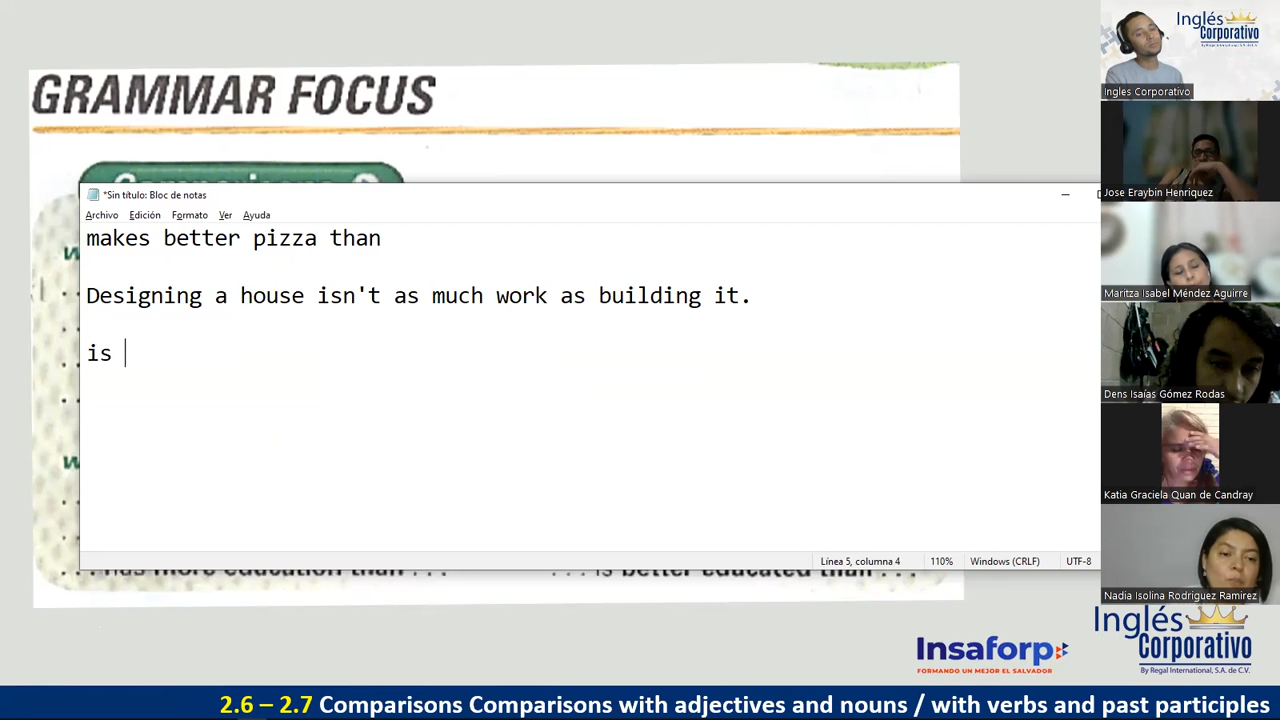 GRAMMAR FOCUS
*Sin título: Bloc de notas
Archivo Edición Formato Ver Ayuda
makes better pizza than
Designing a house isn't as much work as building it.
is
Línea 5, columna 4 110% Windows (CRLF) UTF-8
. . . has more education than . . . . . . is better educated than . . .
Inglés
Corporativo
Ingles Corporativo
Jose Eraybin Henriquez
Maritza Isabel Méndez Aguirre
Dens Isaías Gómez Rodas
Katia Graciela Quan de Candray
Nadia Isolina Rodriguez Ramirez
Insaforp
FORMANDO UN MEJOR EL SALVADOR
Inglés
Corporativo
By Regal International, S.A. de C.V.
2.6 – 2.7 Comparisons Comparisons with adjectives and nouns / with verbs and past participles